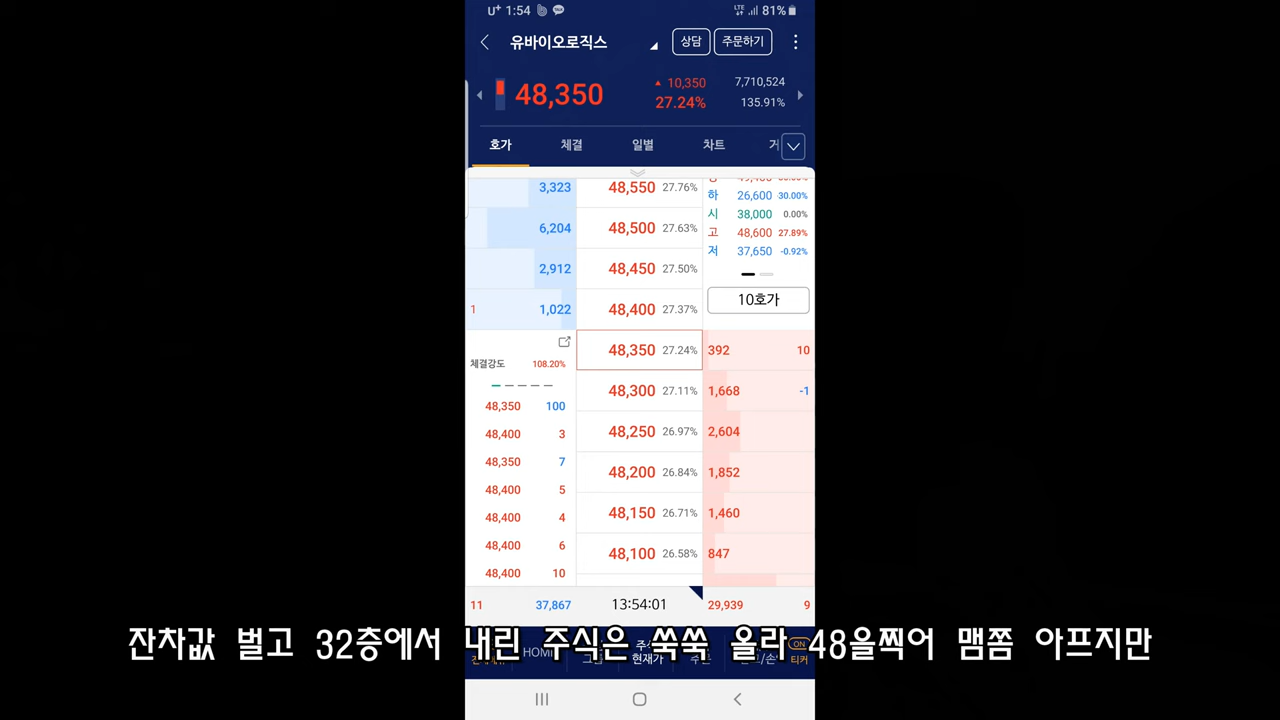 U+ 1:54 LTE 81%
유바이오로직스 상담 주문하기
48,350 ▲ 10,350 7,710,524
27.24% 135.91%
호가 체결 일별 차트
3,323 48,550 27.76%
하 26,600 30.00%
시 38,000 0.00%
6,204 48,500 27.63%
고 48,600 27.89%
저 37,650 -0.92%
2,912 48,450 27.50%
10호가
1 1,022 48,400 27.37%
48,350 27.24% 392 10
체결강도 108.20%
48,300 27.11% 1,668 -1
48,350 100
48,400 3 48,250 26.97% 2,604
48,350 7 48,200 26.84% 1,852
48,400 5
48,400 4 48,150 26.71% 1,460
48,400 6 48,100 26.58% 847
48,400 10
11 37,867 13:54:01 29,939 9
잔차값 벌고 32층에서 내린 주식은 쑥쑥 올라 48을찍어 맴쫌 아프지만
HOME 현재가 ON 티커